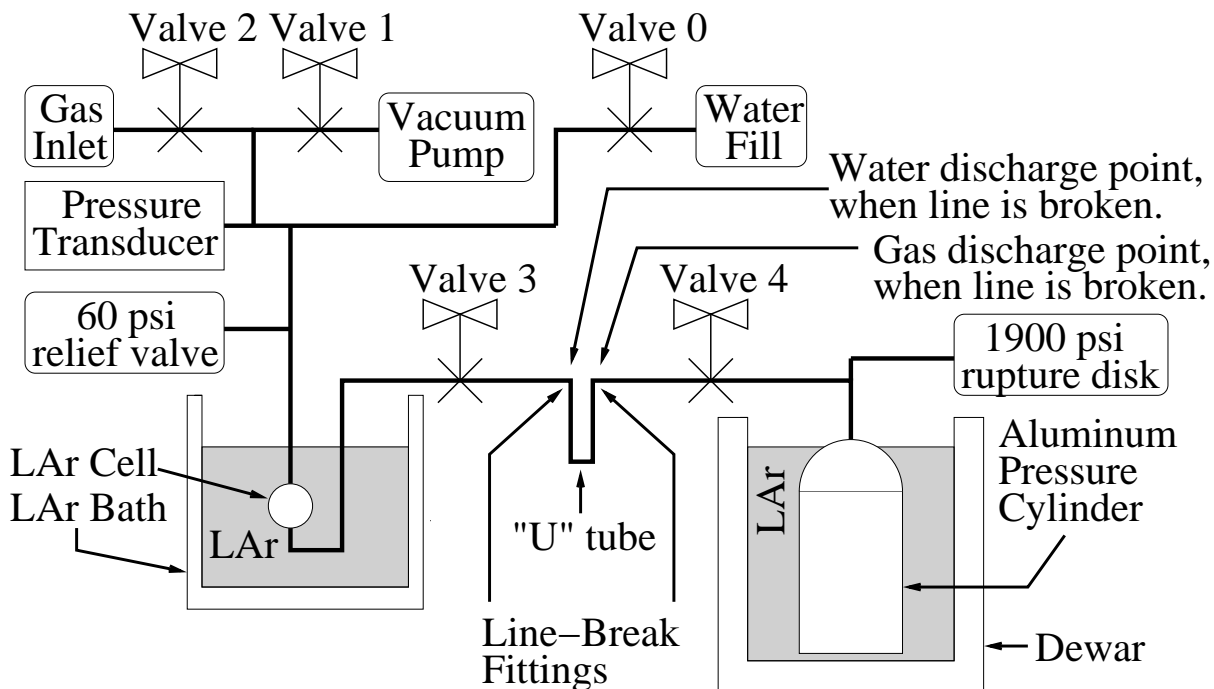 Valve 2
Valve 1
Valve 0
Gas
Inlet
Vacuum
Pump
Water
Fill
Water discharge point,
when line is broken.
Pressure
Transducer
Gas discharge point,
when line is broken.
Valve 3
Valve 4
60 psi
relief valve
1900 psi
rupture disk
LAr Cell
LAr Bath
LAr
"U" tube
LAr
Aluminum
Pressure
Cylinder
Line−Break
Fittings
Dewar